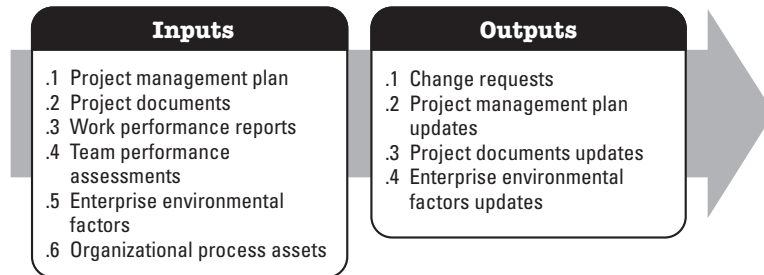 Inputs
.1 Project management plan
.2 Project documents
.3 Work performance reports
.4 Team performance
assessments
.5 Enterprise environmental
factors
.6 Organizational process assets
Outputs
.1 Change requests
.2 Project management plan
updates
.3 Project documents updates
.4 Enterprise environmental
factors updates